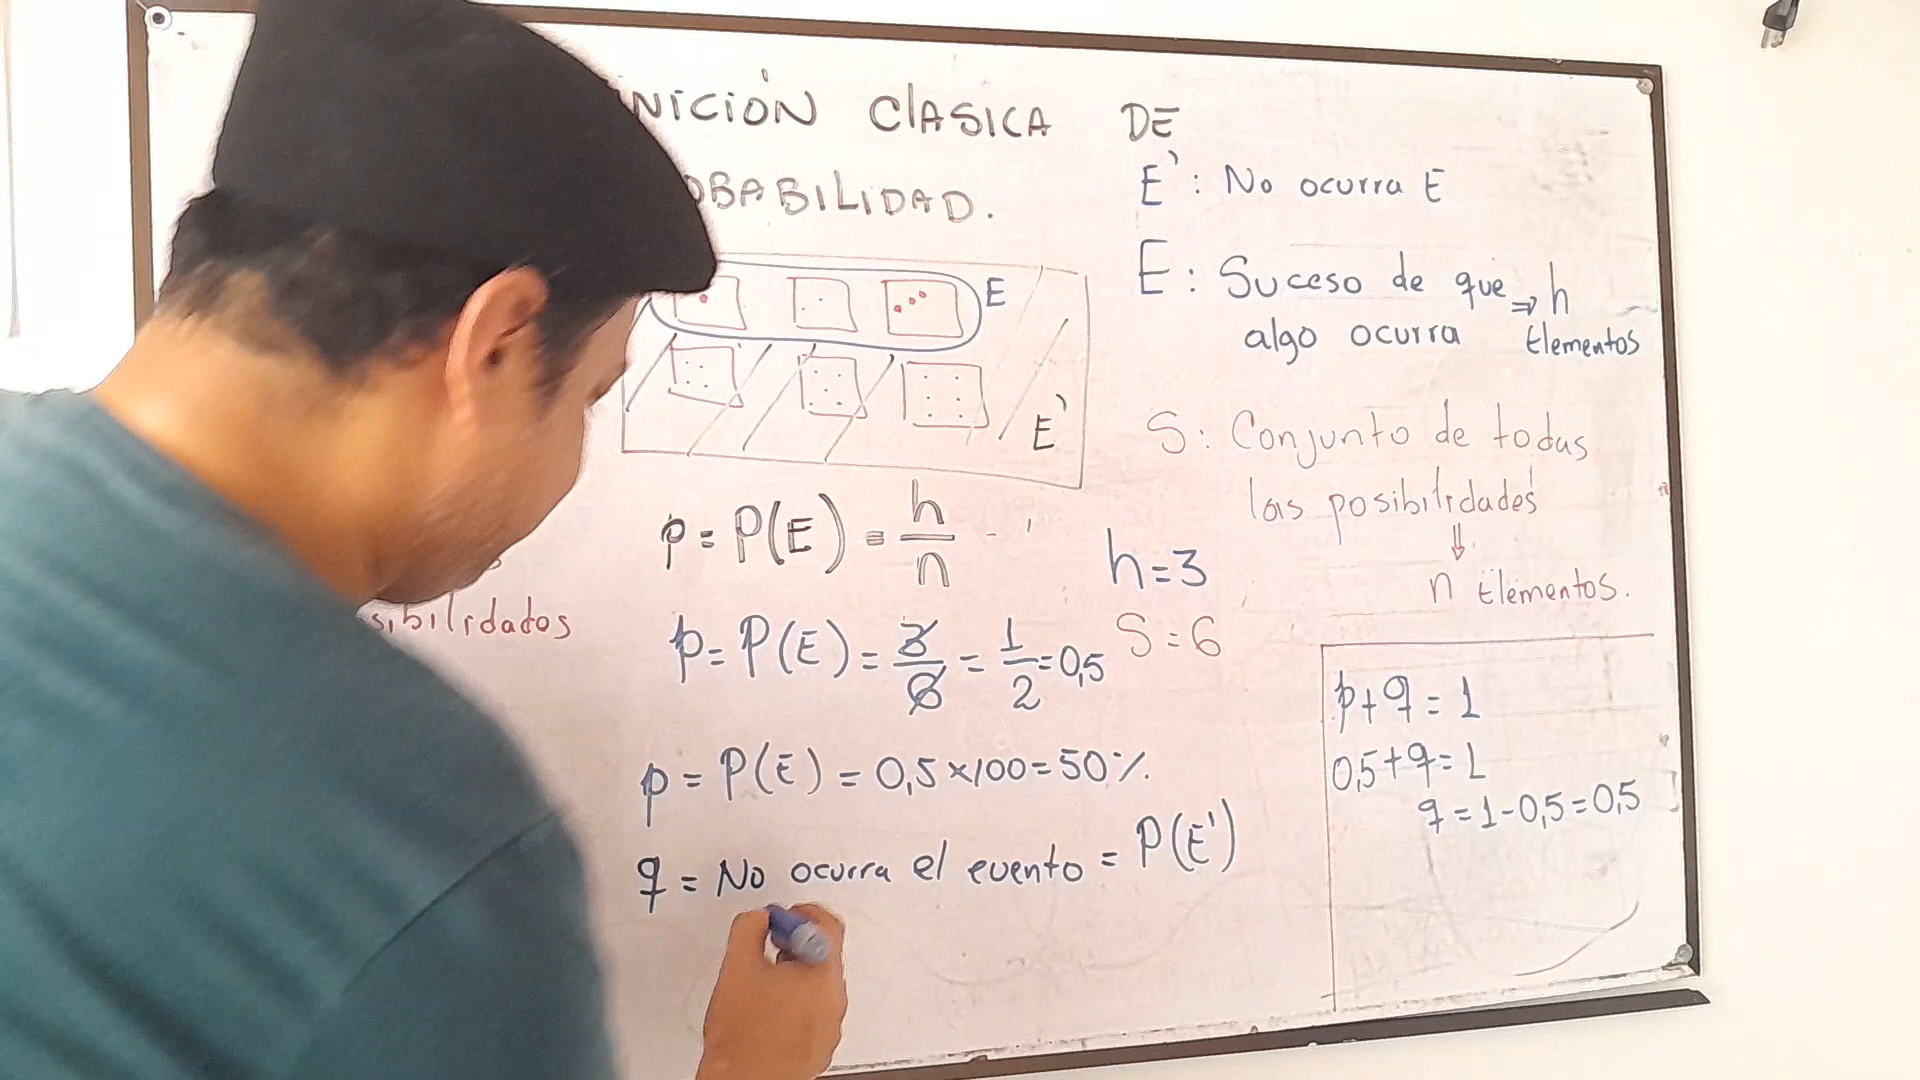 NICIÓN CLASICA DE
OBABILIDAD.
E' : No ocurra E
E : Suceso de que ⇒ h
algo ocurra Elementos
E
E'
S : Conjunto de todas
las posibilidades
⇓
n Elementos.
p = P(E) = h/n
h = 3
sibilidados
p = P(E) = 3/6 = 1/2 = 0,5
S = 6
p = P(E) = 0,5 x 100 = 50 %.
q = No ocurra el evento = P(E')
p + q = 1
0,5 + q = 1
q = 1 - 0,5 = 0,5